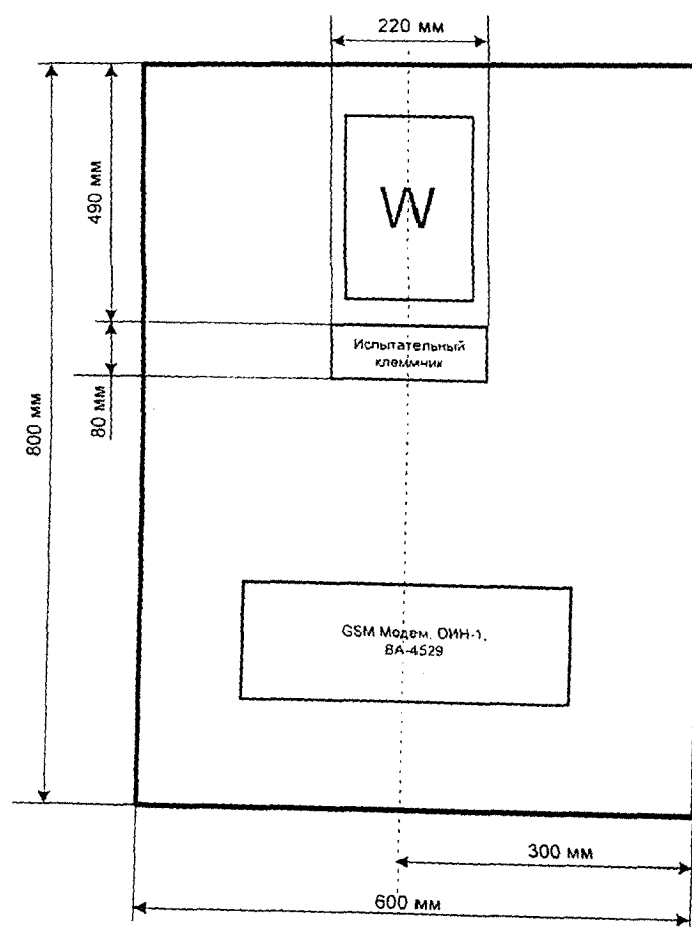 220 мм
490 мм
W
Испытательный
клеммник
80 мм
800 мм
GSM Модем, ОИН-1,
ВА-4529
300 мм
600 мм